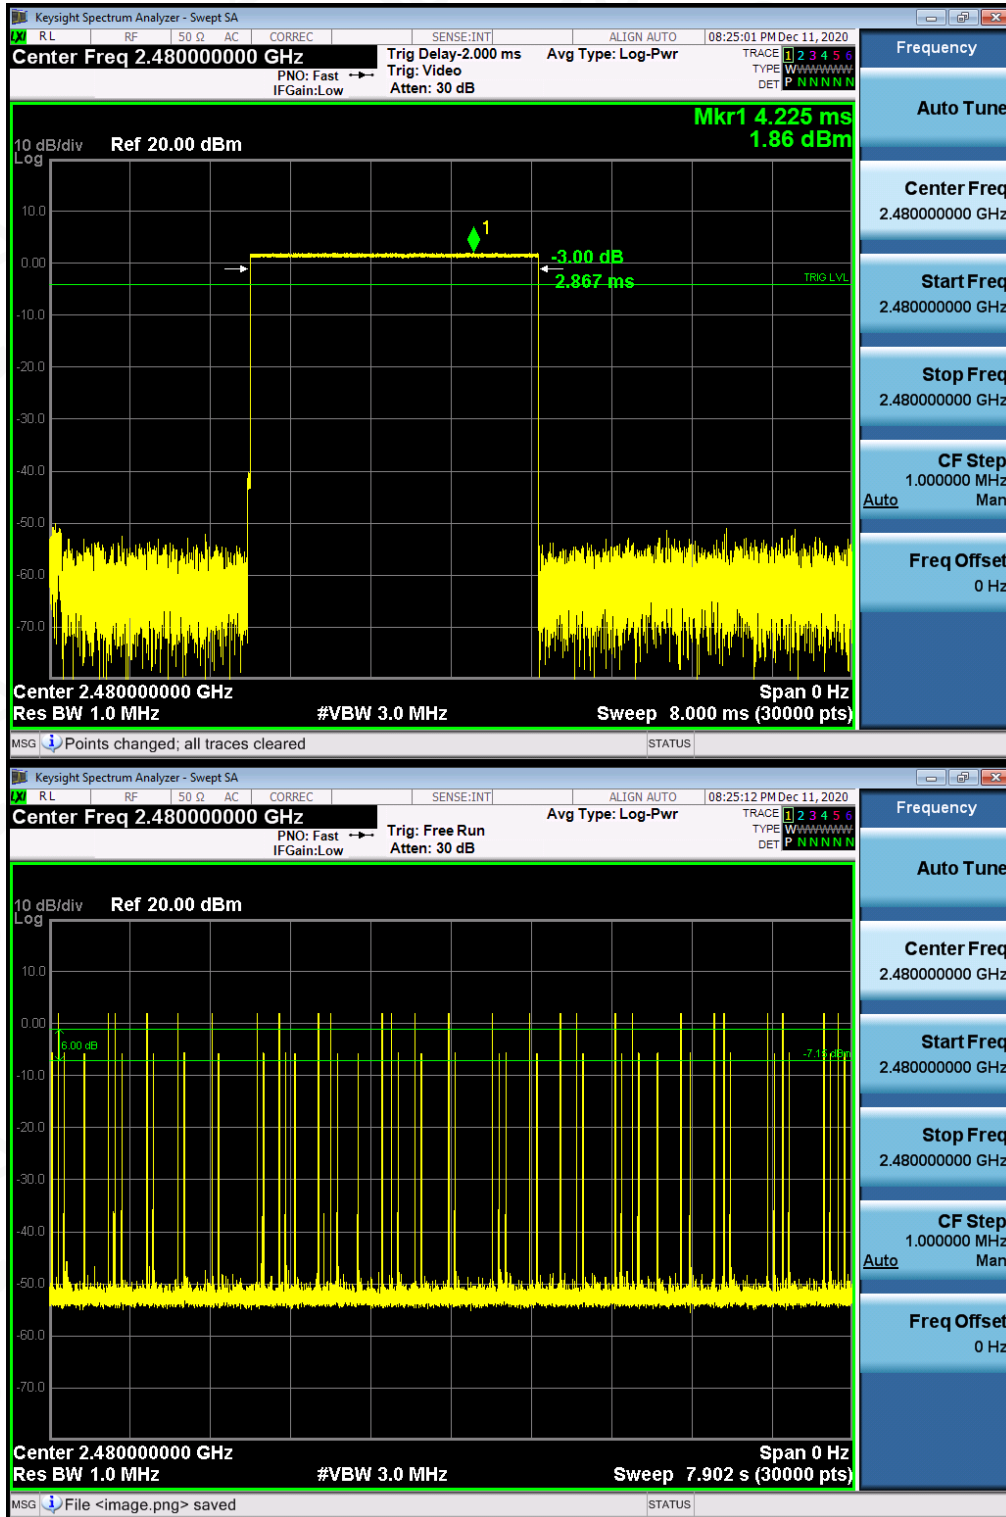 Keysight Spectrum Analyzer - Swept SA
LXI RL RF 50 Ω AC CORREC SENSE:INT ALIGN AUTO 08:25:01 PM Dec 11, 2020
Center Freq 2.480000000 GHz
PNO: Fast
IFGain:Low
Trig Delay-2.000 ms
Trig: Video
Atten: 30 dB
Avg Type: Log-Pwr
TRACE 1 2 3 4 5 6
TYPE WWWWWW
DET P N N N N N
Mkr1 4.225 ms
1.86 dBm
10 dB/div Ref 20.00 dBm
Log
10.0
0.00
-10.0
-20.0
-30.0
-40.0
-50.0
-60.0
-70.0
1
-3.00 dB
2.867 ms
TRIG LVL
Center 2.480000000 GHz Span 0 Hz
Res BW 1.0 MHz #VBW 3.0 MHz Sweep 8.000 ms (30000 pts)
MSG Points changed; all traces cleared STATUS
Frequency
Auto Tune
Center Freq
2.480000000 GHz
Start Freq
2.480000000 GHz
Stop Freq
2.480000000 GHz
CF Step
1.000000 MHz
Auto Man
Freq Offset
0 Hz
Keysight Spectrum Analyzer - Swept SA
LXI RL RF 50 Ω AC CORREC SENSE:INT ALIGN AUTO 08:25:12 PM Dec 11, 2020
Center Freq 2.480000000 GHz
PNO: Fast
IFGain:Low
Trig: Free Run
Atten: 30 dB
Avg Type: Log-Pwr
TRACE 1 2 3 4 5 6
TYPE WWWWWW
DET P N N N N N
10 dB/div Ref 20.00 dBm
Log
10.0
0.00
-10.0
-20.0
-30.0
-40.0
-50.0
-60.0
-70.0
6.00 dB
Center 2.480000000 GHz Span 0 Hz
Res BW 1.0 MHz #VBW 3.0 MHz Sweep 7.902 s (30000 pts)
MSG File <image.png> saved STATUS
Frequency
Auto Tune
Center Freq
2.480000000 GHz
Start Freq
2.480000000 GHz
Stop Freq
2.480000000 GHz
CF Step
1.000000 MHz
Auto Man
Freq Offset
0 Hz